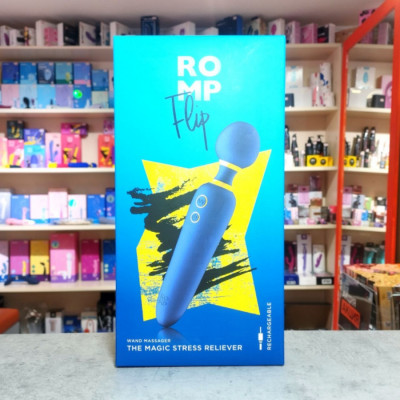 RO
MP
Flip
WAND MASSAGER
THE MAGIC STRESS RELIEVER
RECHARGEABLE